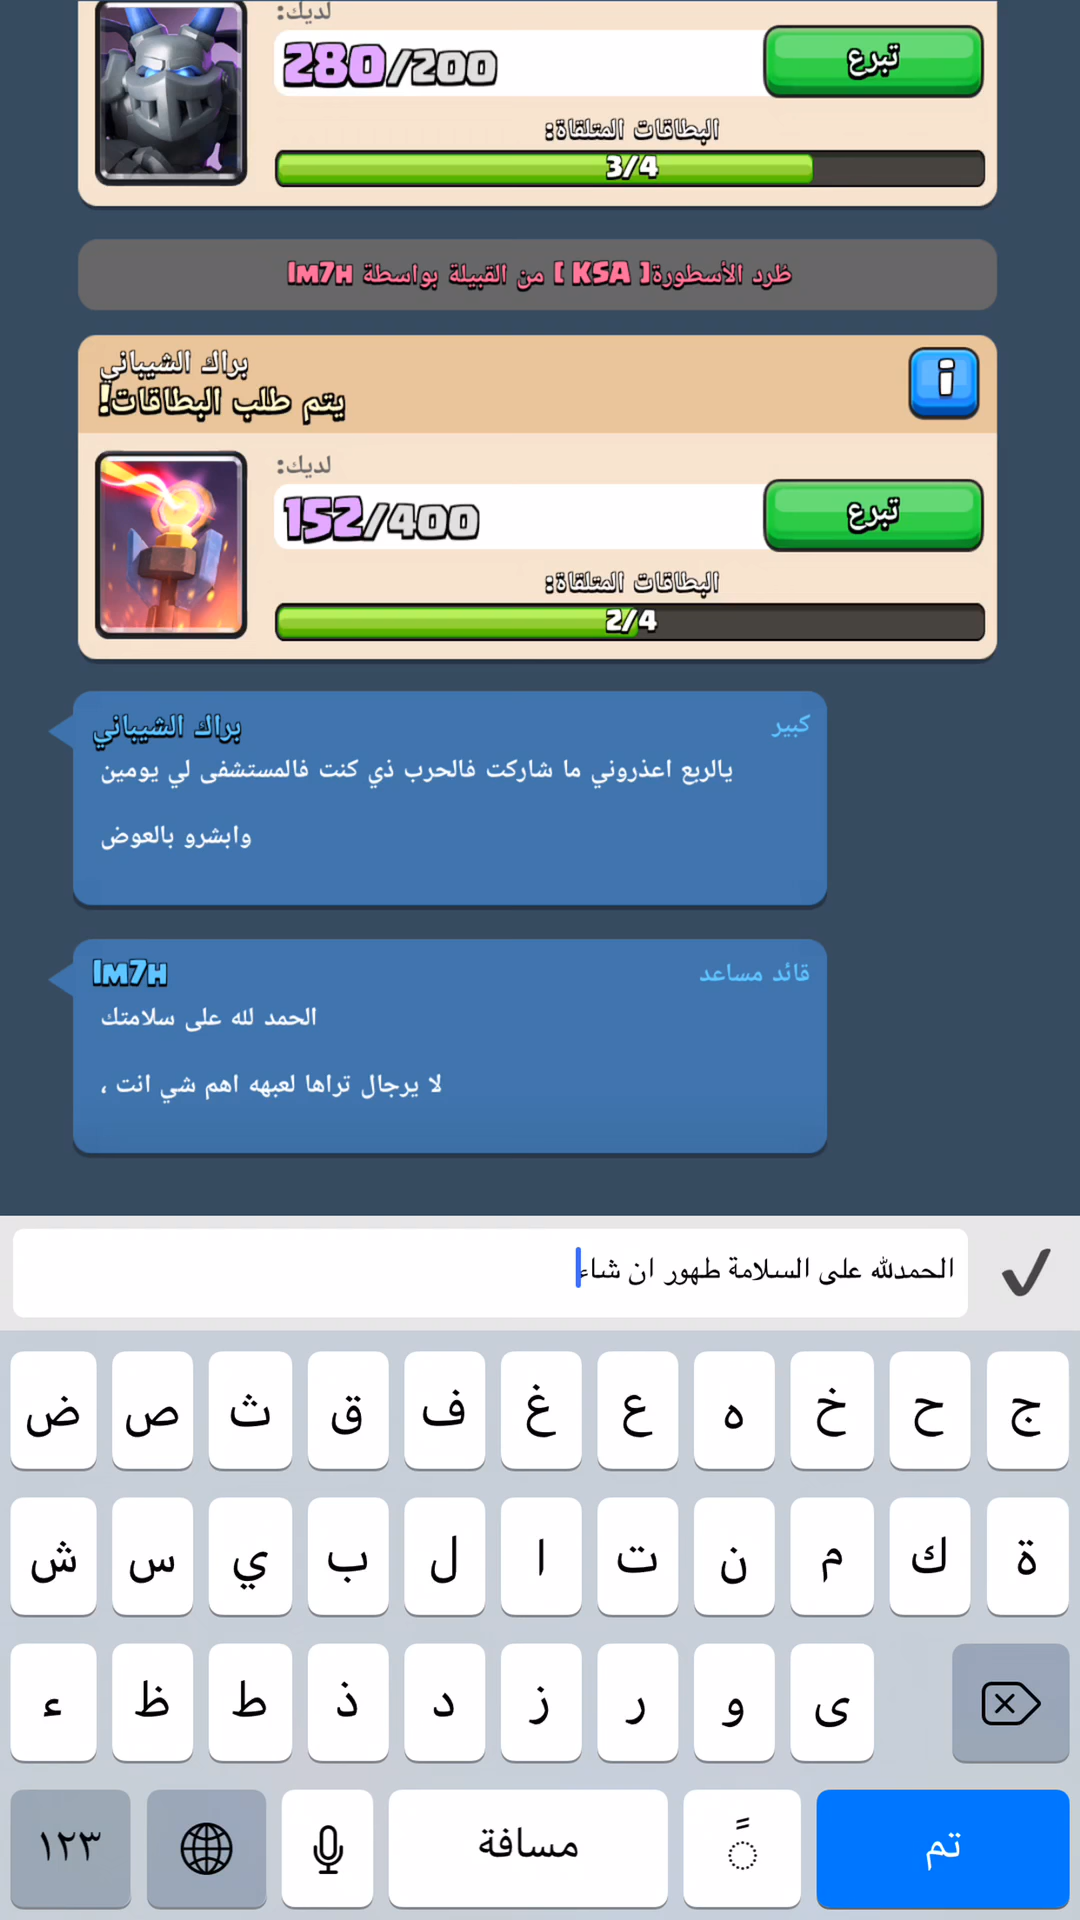 لديك:
280/200
تبرع
البطاقات المتلقاة:
3/4
طُرد الأسطورة[ KSA ] من القبيلة بواسطة Im7h
براك الشيباني
يتم طلب البطاقات!
لديك:
152/400
تبرع
البطاقات المتلقاة:
2/4
براك الشيباني
كبير
يالربع اعذروني ما شاركت فالحرب ذي كنت فالمستشفى لي يومين
وابشرو بالعوض
Im7h
قائد مساعد
الحمد لله على سلامتك
لا يرجال تراها لعبهه اهم شي انت ،
الحمدلله على السلامة طهور ان شاء
ض ص ث ق ف غ ع ه خ ح ج
ش س ي ب ل ا ت ن م ك ة
ء ظ ط ذ د ز ر و ى
١٢٣
مسافة
تم